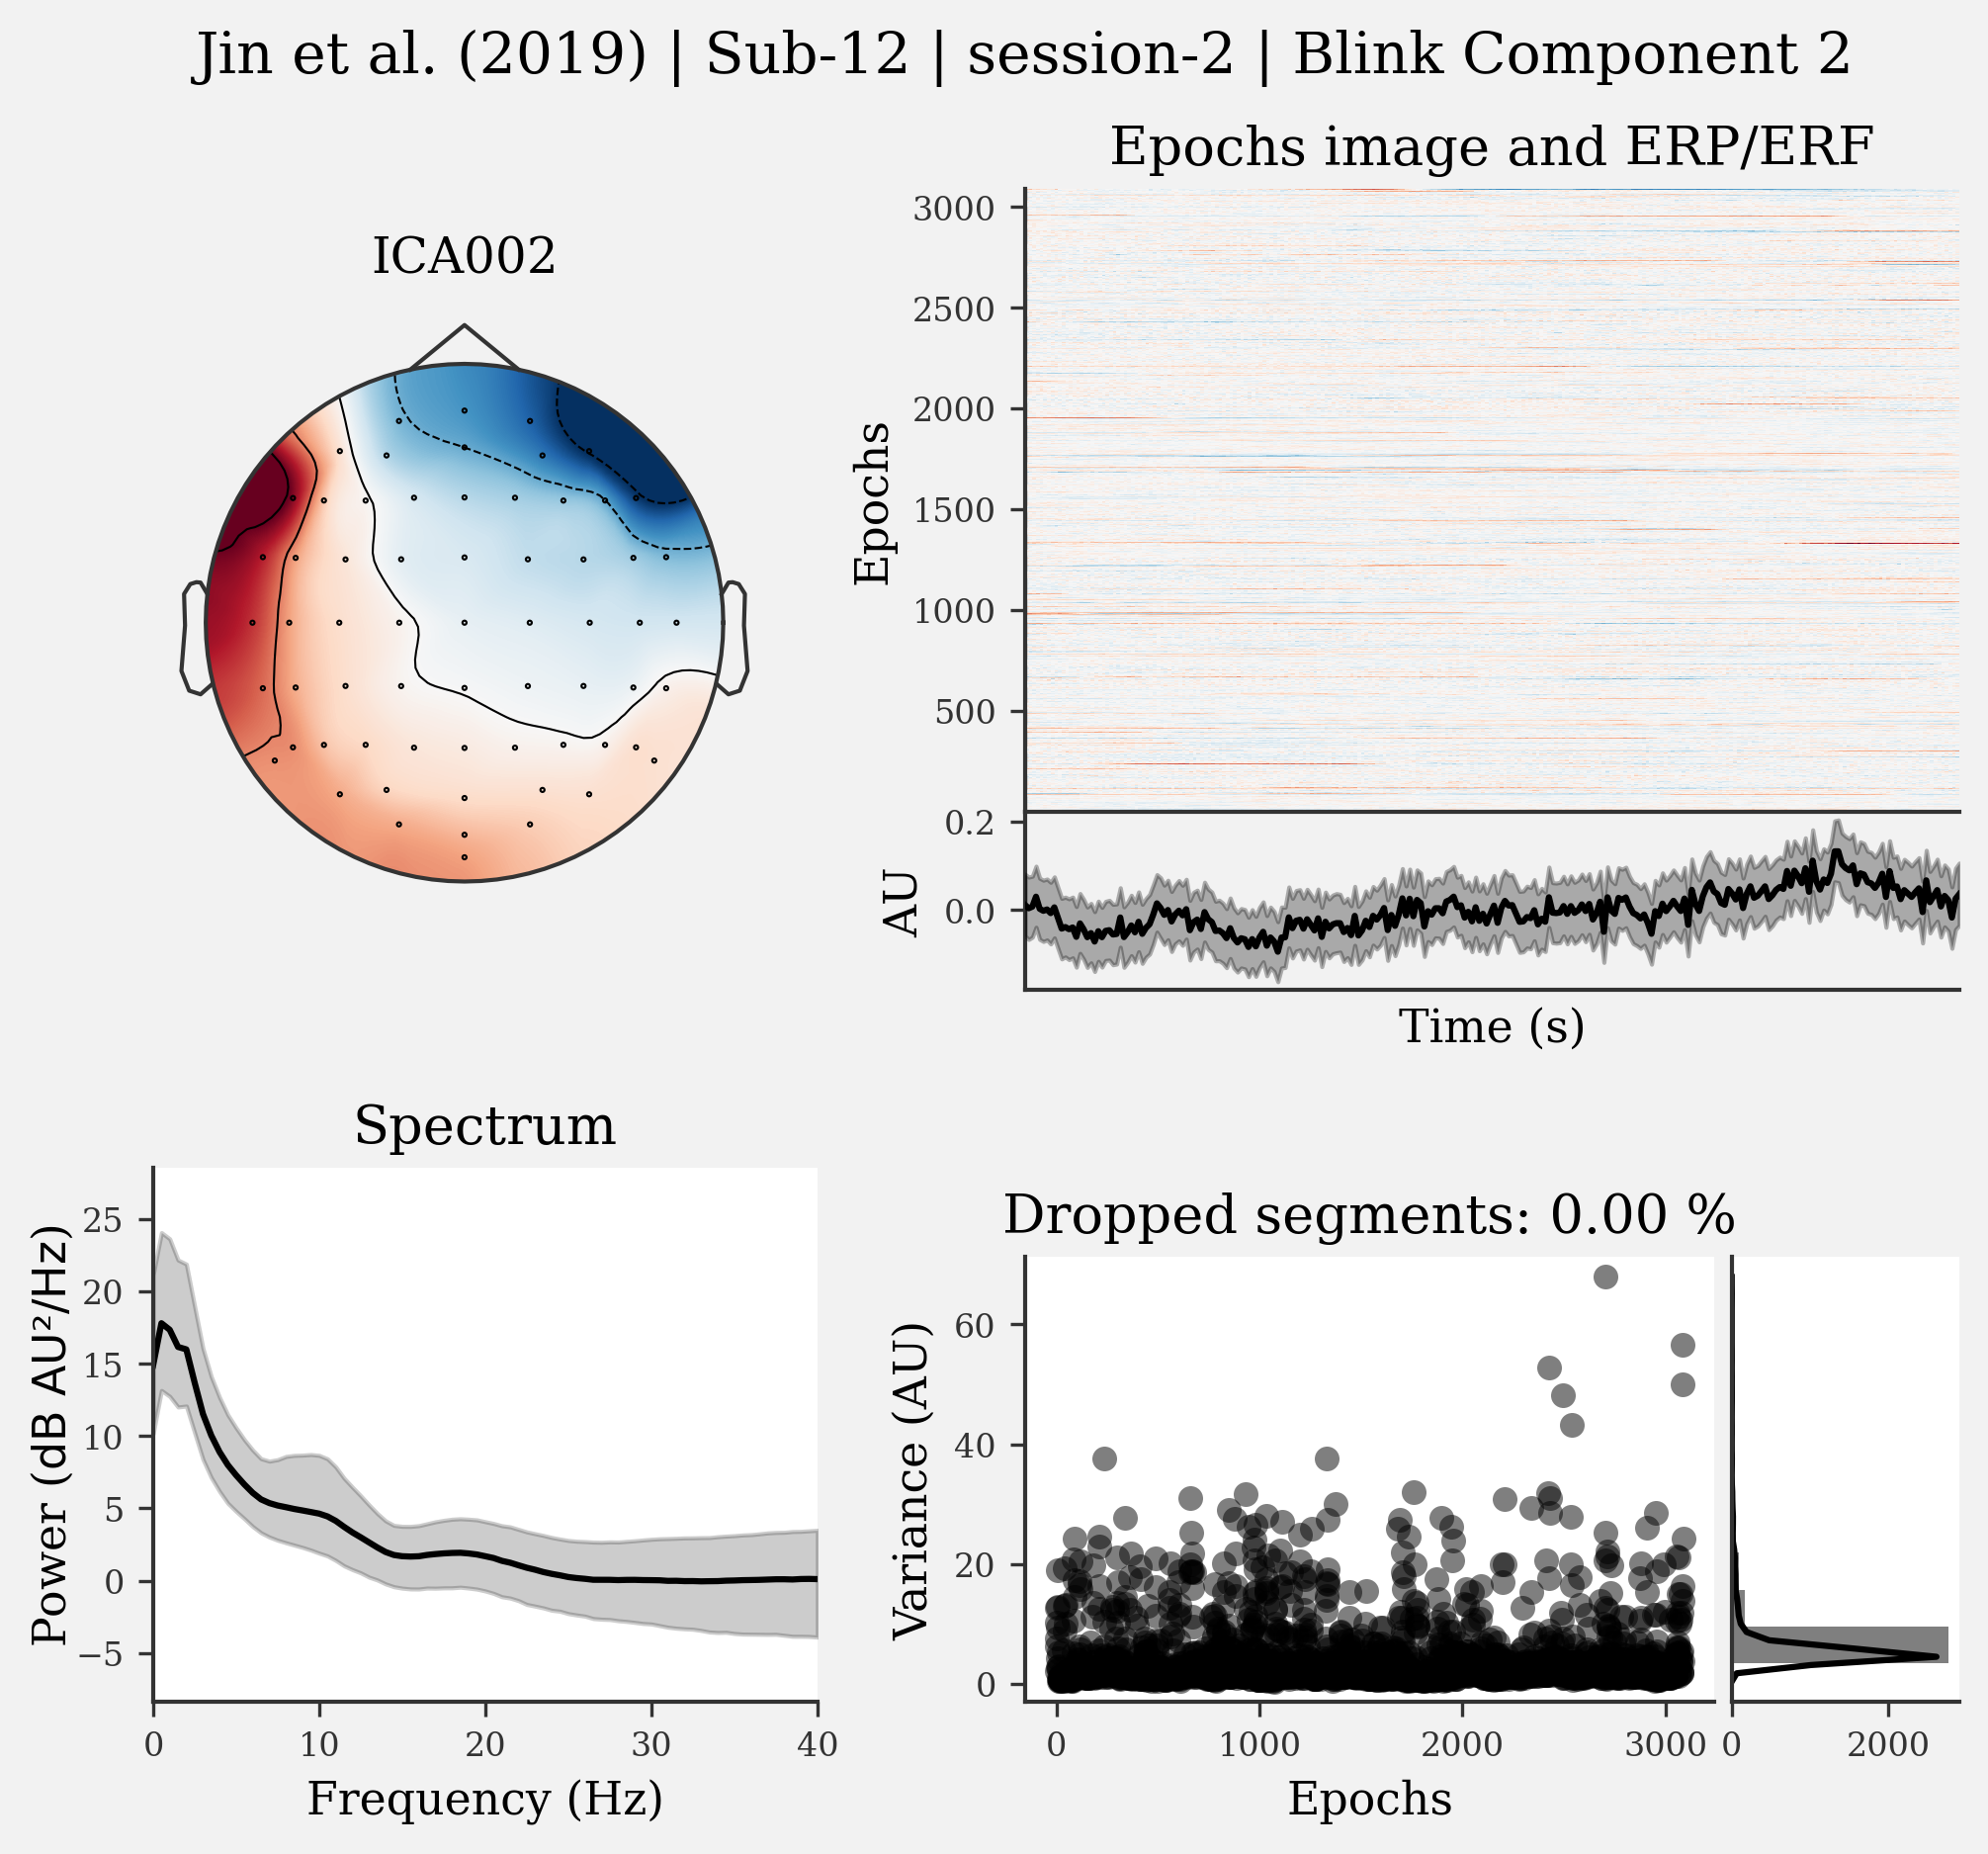 Jin et al. (2019) | Sub-12 | session-2 | Blink Component 2
ICA002
Epochs image and ERP/ERF
3000
2500
2000
1500
1000
500
Epochs
0.2
0.0
AU
Time (s)
Spectrum
25
20
15
10
5
0
−5
Power (dB AU²/Hz)
0 10 20 30 40
Frequency (Hz)
Dropped segments: 0.00 %
60
40
20
0
Variance (AU)
0 1000 2000 3000 0 2000
Epochs